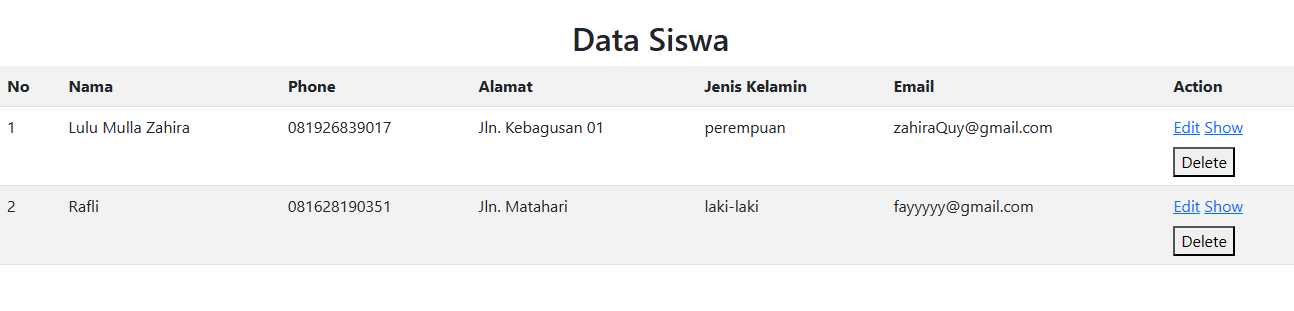 Data Siswa
No Nama Phone Alamat Jenis Kelamin Email Action
1 Lulu Mulla Zahira 081926839017 Jln. Kebagusan 01 perempuan zahiraQuy@gmail.com Edit Show
Delete
2 Rafli 081628190351 Jln. Matahari laki-laki fayyyyy@gmail.com Edit Show
Delete